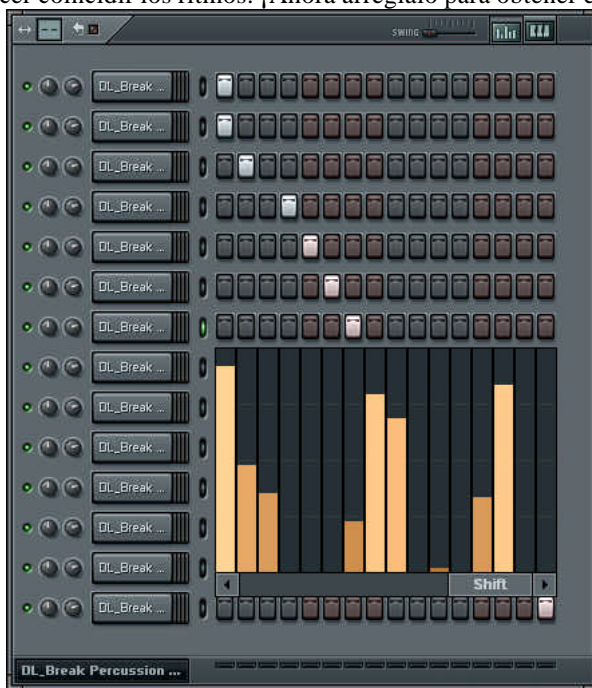 cer coincidir los ritmos. ¡Ahora arréglalo para obtener e
SWING
DL_Break ...
DL_Break ...
DL_Break ...
DL_Break ...
DL_Break ...
DL_Break ...
DL_Break ...
DL_Break ...
DL_Break ...
DL_Break ...
DL_Break ...
DL_Break ...
DL_Break ...
Shift
DL_Break ...
DL_Break Percussion ...